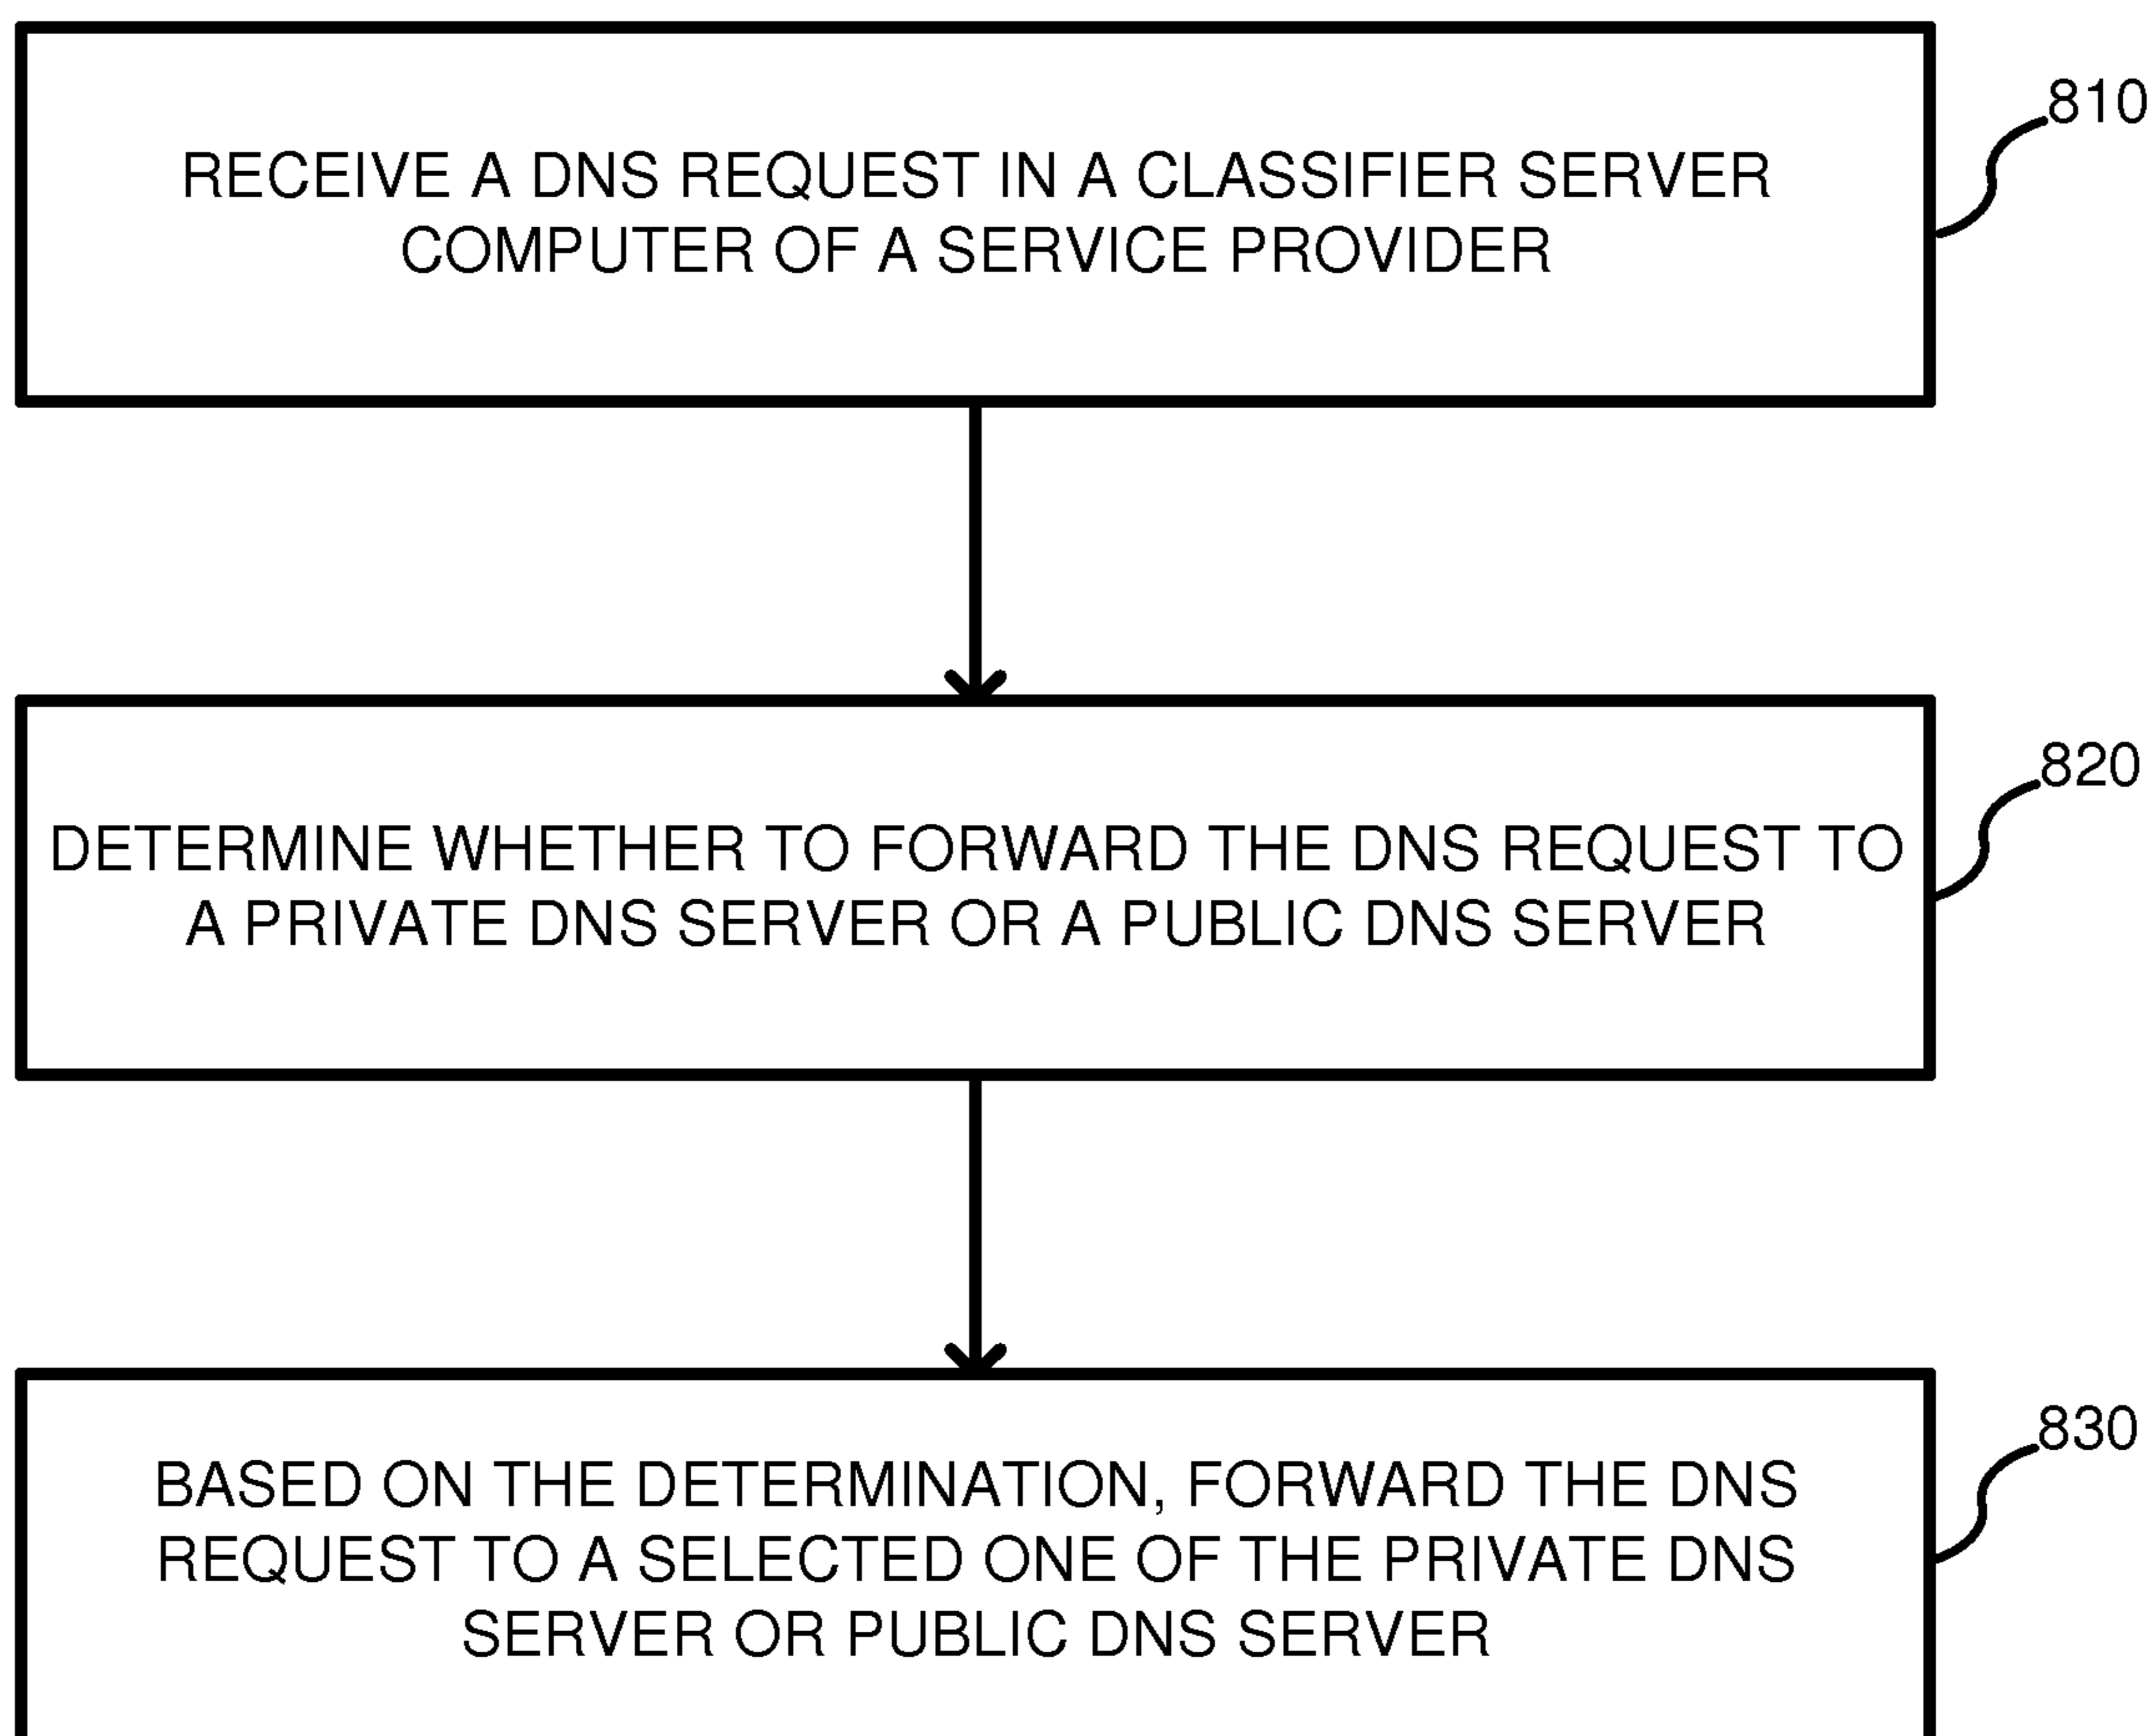 810
RECEIVE A DNS REQUEST IN A CLASSIFIER SERVER
COMPUTER OF A SERVICE PROVIDER
820
DETERMINE WHETHER TO FORWARD THE DNS REQUEST TO
A PRIVATE DNS SERVER OR A PUBLIC DNS SERVER
830
BASED ON THE DETERMINATION, FORWARD THE DNS
REQUEST TO A SELECTED ONE OF THE PRIVATE DNS
SERVER OR PUBLIC DNS SERVER